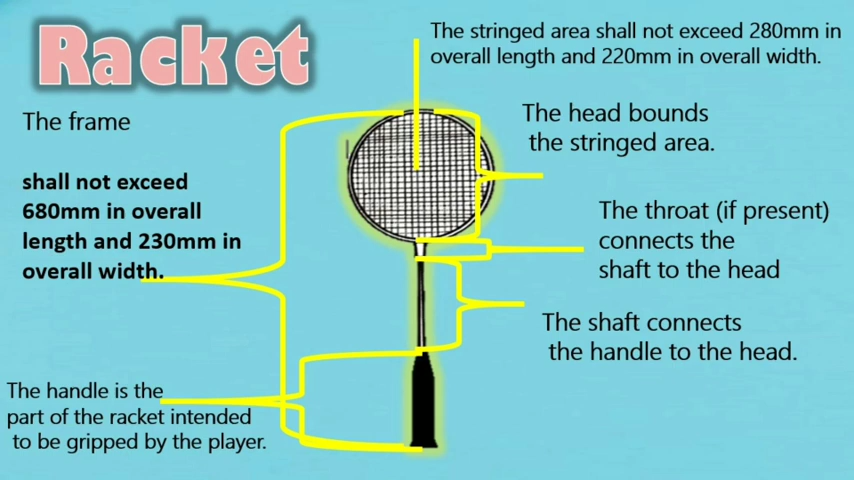 Racket
The stringed area shall not exceed 280mm in
overall length and 220mm in overall width.
The frame
shall not exceed
680mm in overall
length and 230mm in
overall width.
The head bounds
the stringed area.
The throat (if present)
connects the
shaft to the head
The shaft connects
the handle to the head.
The handle is the
part of the racket intended
to be gripped by the player.